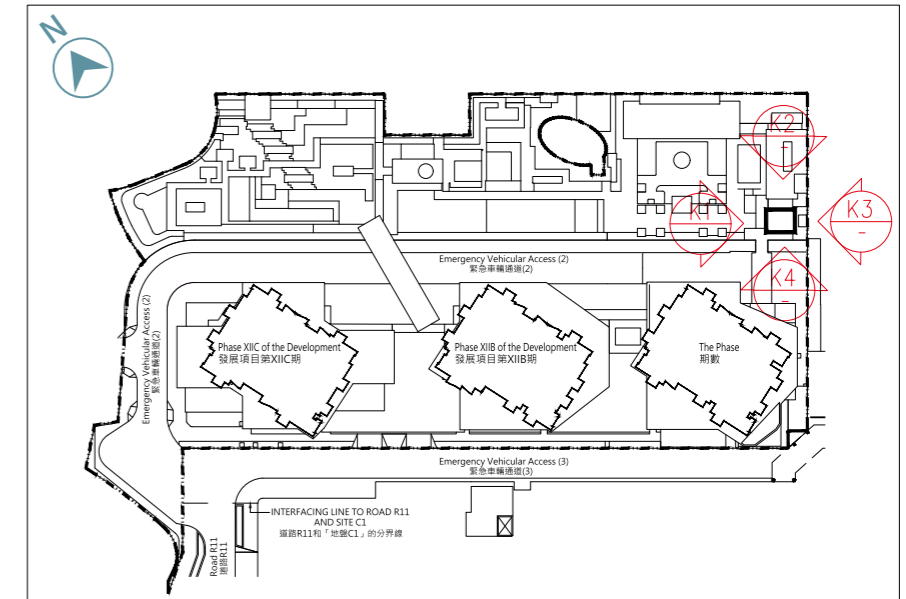 N
K2
-
K1
K3
-
K4
-
Emergency Vehicular Access (2)
緊急車輛通道(2)
Emergency Vehicular Access (2)
緊急車輛通道(2)
Phase XIIC of the Development
發展項目第XIIC期
Phase XIIB of the Development
發展項目第XIIB期
The Phase
期數
Emergency Vehicular Access (3)
緊急車輛通道(3)
INTERFACING LINE TO ROAD R11
AND SITE C1
道路R11和「地盤C1」的分界線
Road R11
道路R11